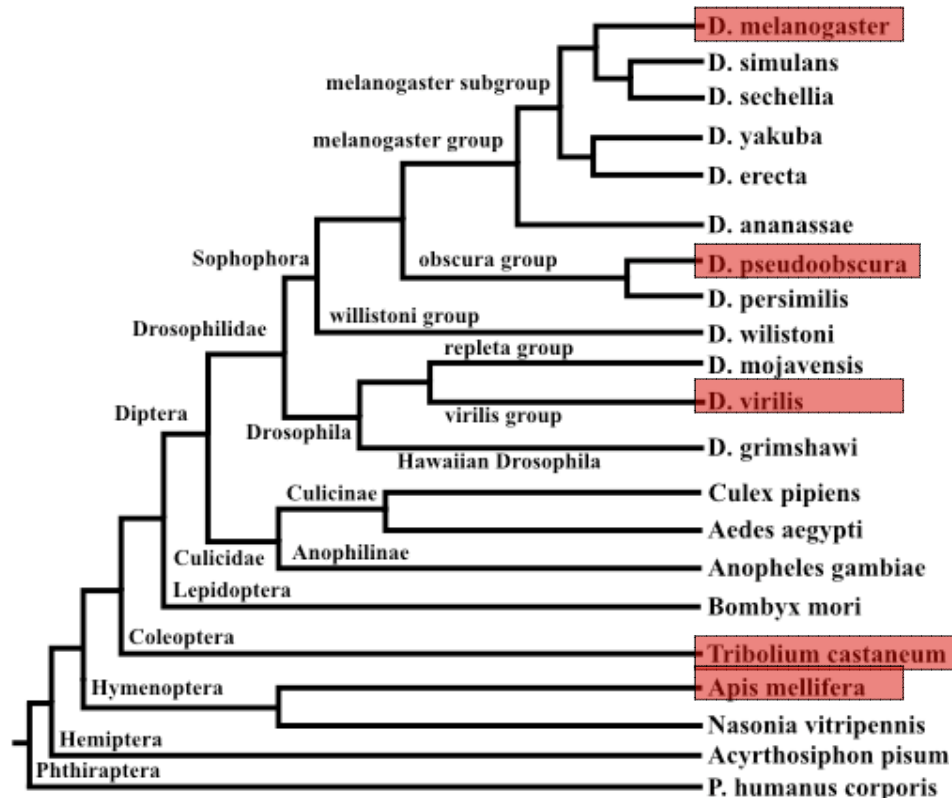 D. melanogaster
D. simulans
melanogaster subgroup
D. sechellia
D. yakuba
melanogaster group
D. erecta
D. ananassae
Sophophora
obscura group
D. pseudoobscura
D. persimilis
willistoni group
Drosophilidae
D. wilistoni
repleta group
D. mojavensis
D. virilis
Diptera
virilis group
Drosophila
D. grimshawi
Hawaiian Drosophila
Culicinae
Culex pipiens
Aedes aegypti
Culicidae
Anophilinae
Anopheles gambiae
Lepidoptera
Bombyx mori
Coleoptera
Tribolium castaneum
Hymenoptera
Apis mellifera
Nasonia vitripennis
Hemiptera
Acyrthosiphon pisum
Phthiraptera
P. humanus corporis